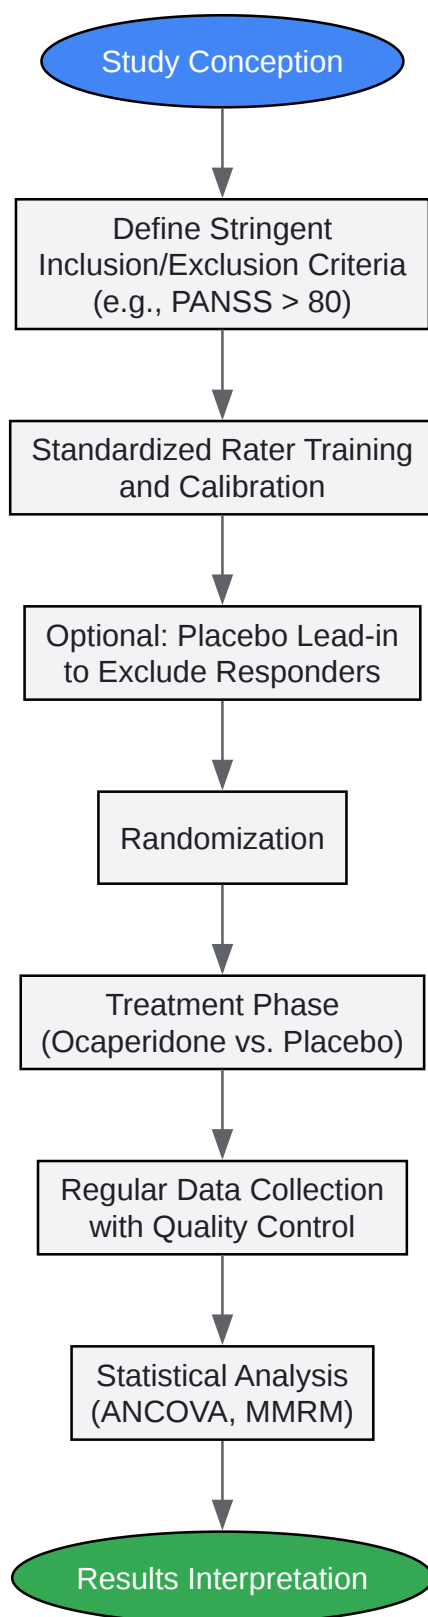 Study Conception
Define Stringent
Inclusion/Exclusion Criteria
(e.g., PANSS > 80)
Standardized Rater Training
and Calibration
Optional: Placebo Lead-in
to Exclude Responders
Randomization
Treatment Phase
(Ocaperidone vs. Placebo)
Regular Data Collection
with Quality Control
Statistical Analysis
(ANCOVA, MMRM)
Results Interpretation